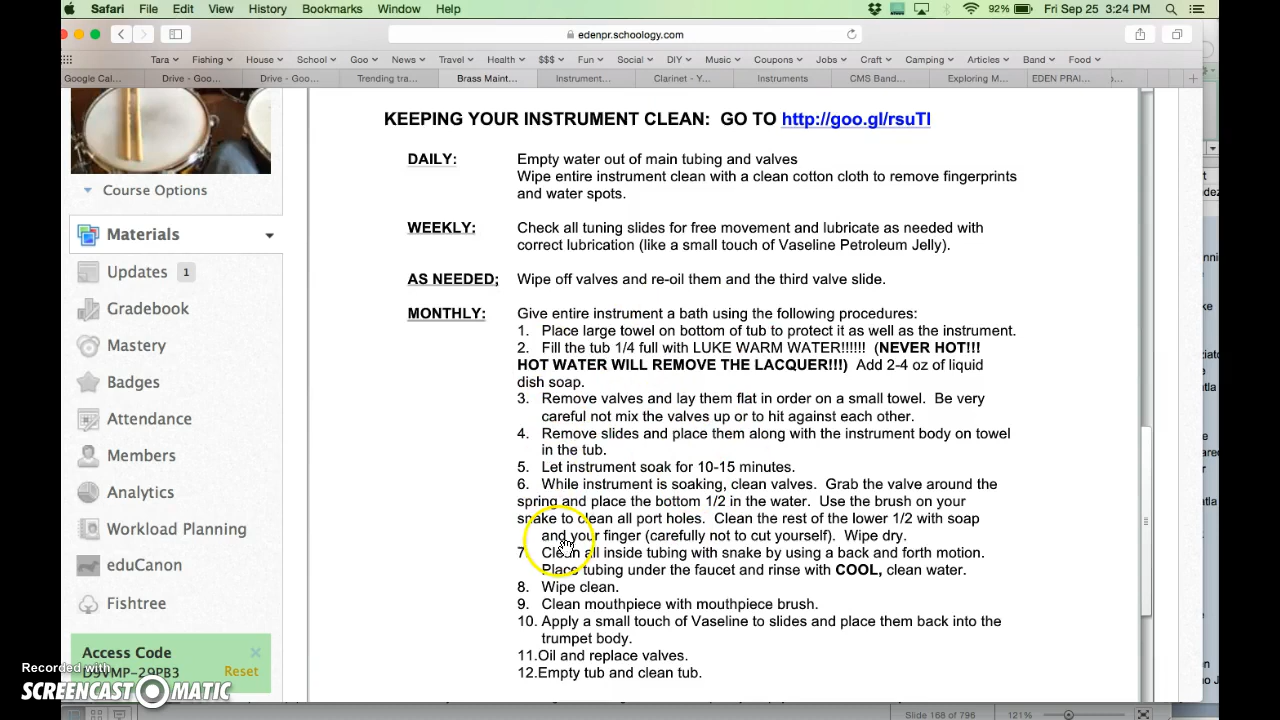 Safari File Edit View History Bookmarks Window Help 92% Fri Sep 25 3:24 PM
edenpr.schoology.com
Tara Fishing House School Goo News Travel Health $$$ Fun Social DIY Music Coupons Jobs Craft Camping Articles Band Food
Google Cal... Drive - Goo... Drive - Goo... Trending tra... Brass Maint... Instrument... Clarinet - Y... Instruments CMS Band... Exploring M... EDEN PRAI...
Course Options
Materials
Updates 1
Gradebook
Mastery
Badges
Attendance
Members
Analytics
Workload Planning
eduCanon
Fishtree
Access Code
D9VMP-29PB3 Reset
Recorded with
SCREENCAST MATIC
KEEPING YOUR INSTRUMENT CLEAN: GO TO http://goo.gl/rsuTI
DAILY: Empty water out of main tubing and valves
Wipe entire instrument clean with a clean cotton cloth to remove fingerprints
and water spots.
WEEKLY: Check all tuning slides for free movement and lubricate as needed with
correct lubrication (like a small touch of Vaseline Petroleum Jelly).
AS NEEDED; Wipe off valves and re-oil them and the third valve slide.
MONTHLY: Give entire instrument a bath using the following procedures:
1. Place large towel on bottom of tub to protect it as well as the instrument.
2. Fill the tub 1/4 full with LUKE WARM WATER!!!!!! (NEVER HOT!!!
HOT WATER WILL REMOVE THE LACQUER!!!) Add 2-4 oz of liquid
dish soap.
3. Remove valves and lay them flat in order on a small towel. Be very
careful not mix the valves up or to hit against each other.
4. Remove slides and place them along with the instrument body on towel
in the tub.
5. Let instrument soak for 10-15 minutes.
6. While instrument is soaking, clean valves. Grab the valve around the
spring and place the bottom 1/2 in the water. Use the brush on your
snake to clean all port holes. Clean the rest of the lower 1/2 with soap
and your finger (carefully not to cut yourself). Wipe dry.
7 Clean all inside tubing with snake by using a back and forth motion.
Place tubing under the faucet and rinse with COOL, clean water.
8. Wipe clean.
9. Clean mouthpiece with mouthpiece brush.
10. Apply a small touch of Vaseline to slides and place them back into the
trumpet body.
11.Oil and replace valves.
12.Empty tub and clean tub.
Slide 168 of 796 121%